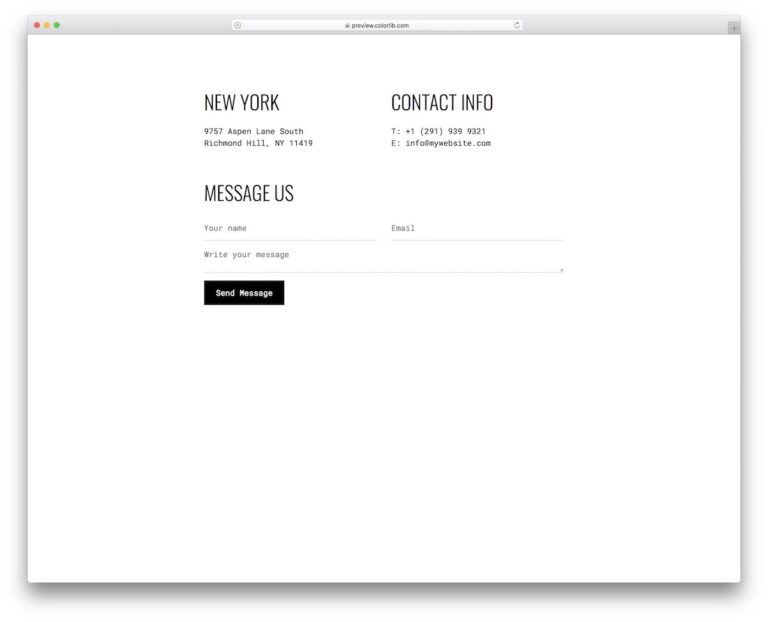 preview.colorlib.com
NEW YORK
9757 Aspen Lane South
Richmond Hill, NY 11419
CONTACT INFO
T: +1 (291) 939 9321
E: info@mywebsite.com
MESSAGE US
Your name
Email
Write your message
Send Message